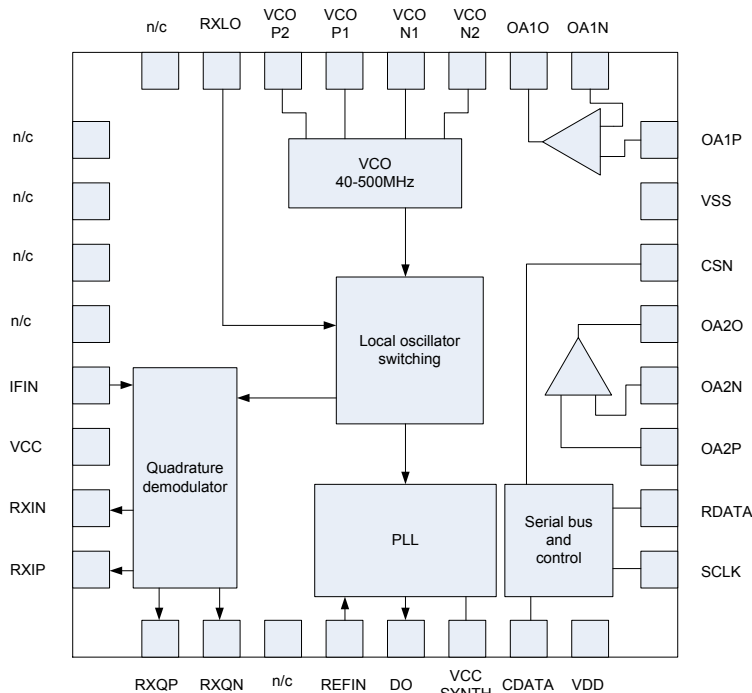 n/c
RXLO
VCO
P2
VCO
P1
VCO
N1
VCO
N2
OA1O
OA1N
n/c
n/c
n/c
n/c
IFIN
VCC
RXIN
RXIP
VCO
40-500MHz
Local oscillator
switching
Quadrature
demodulator
PLL
Serial bus
and
control
OA1P
VSS
CSN
OA2O
OA2N
OA2P
RDATA
SCLK
RXQP
RXQN
n/c
REFIN
DO
VCC
SYNTH
CDATA
VDD